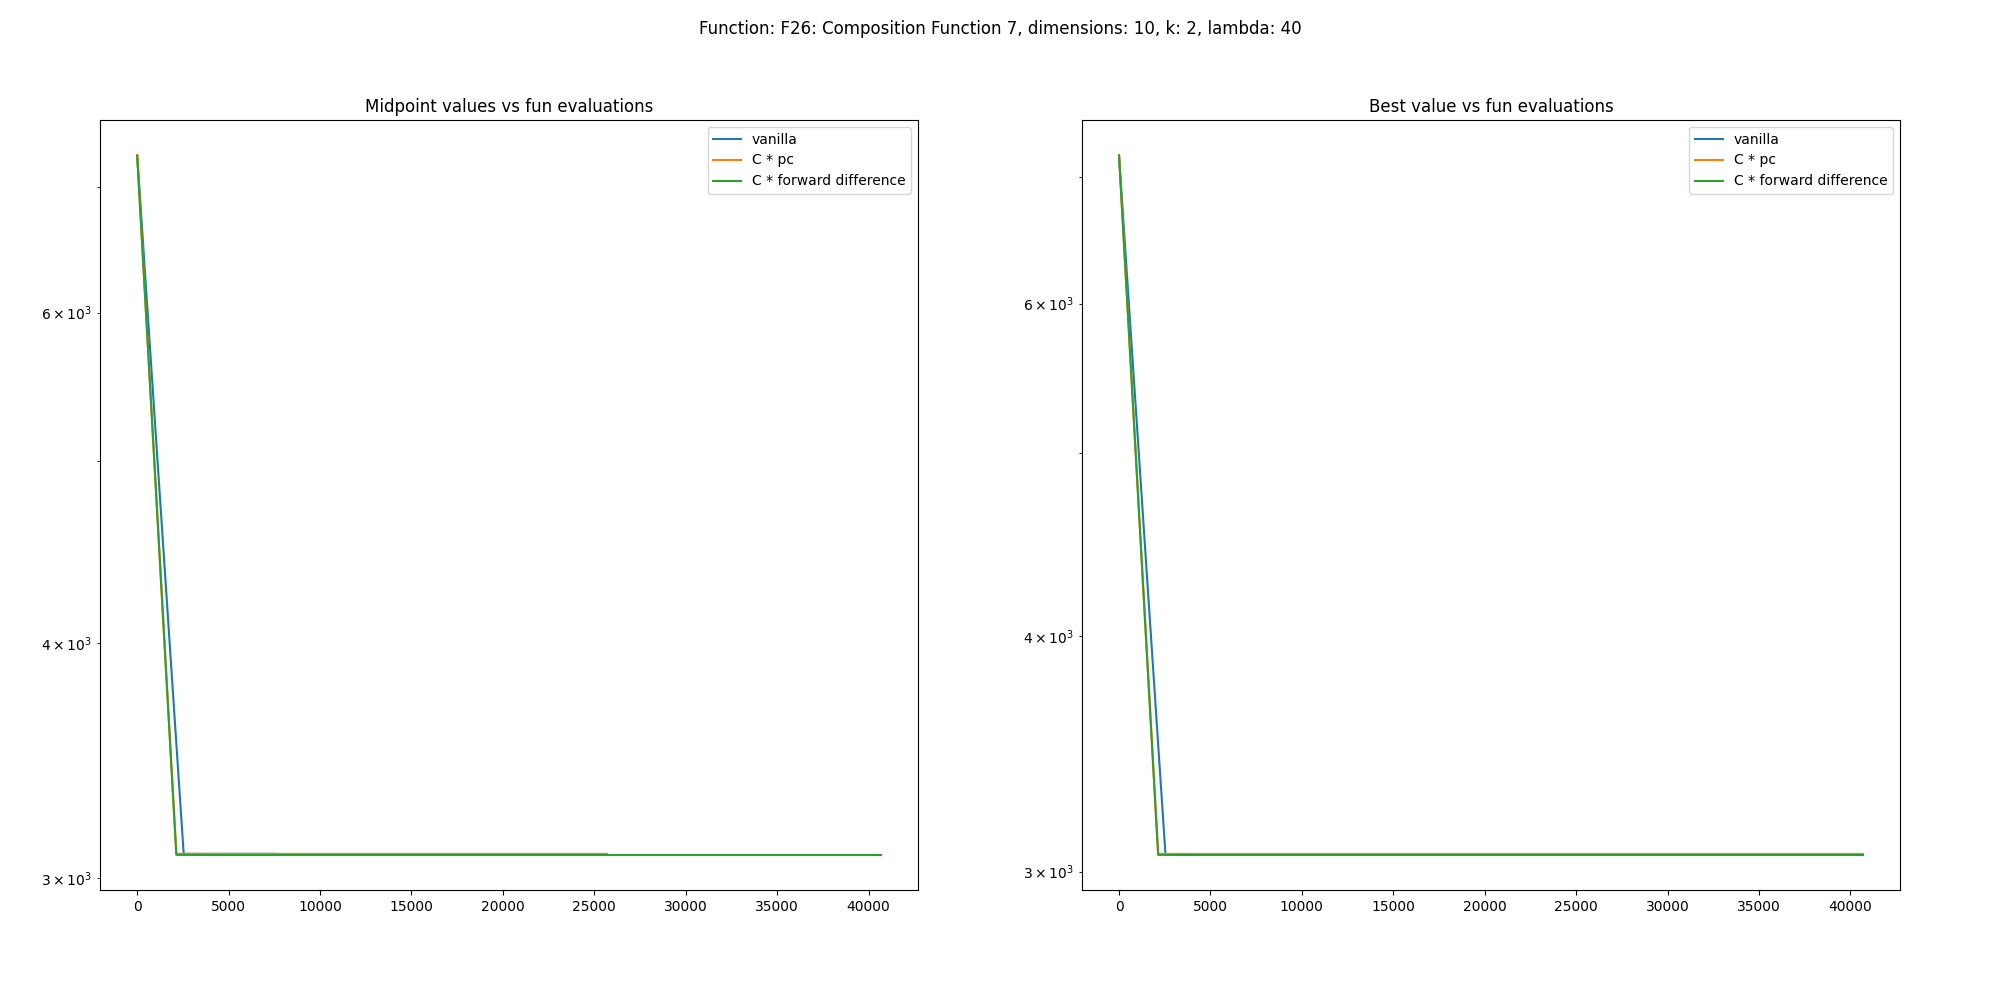 Function: F26: Composition Function 7, dimensions: 10, k: 2, lambda: 40
Midpoint values vs fun evaluations
vanilla
C * pc
C * forward difference
6 × 10³
4 × 10³
3 × 10³
0 5000 10000 15000 20000 25000 30000 35000 40000
Best value vs fun evaluations
vanilla
C * pc
C * forward difference
6 × 10³
4 × 10³
3 × 10³
0 5000 10000 15000 20000 25000 30000 35000 40000